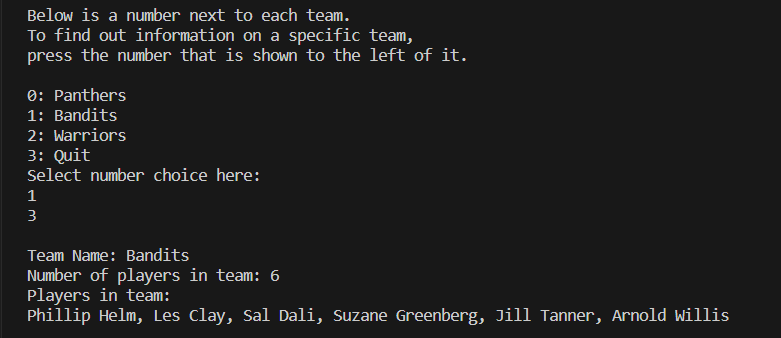 Below is a number next to each team.
To find out information on a specific team,
press the number that is shown to the left of it.
0: Panthers
1: Bandits
2: Warriors
3: Quit
Select number choice here:
1
3
Team Name: Bandits
Number of players in team: 6
Players in team:
Phillip Helm, Les Clay, Sal Dali, Suzane Greenberg, Jill Tanner, Arnold Willis